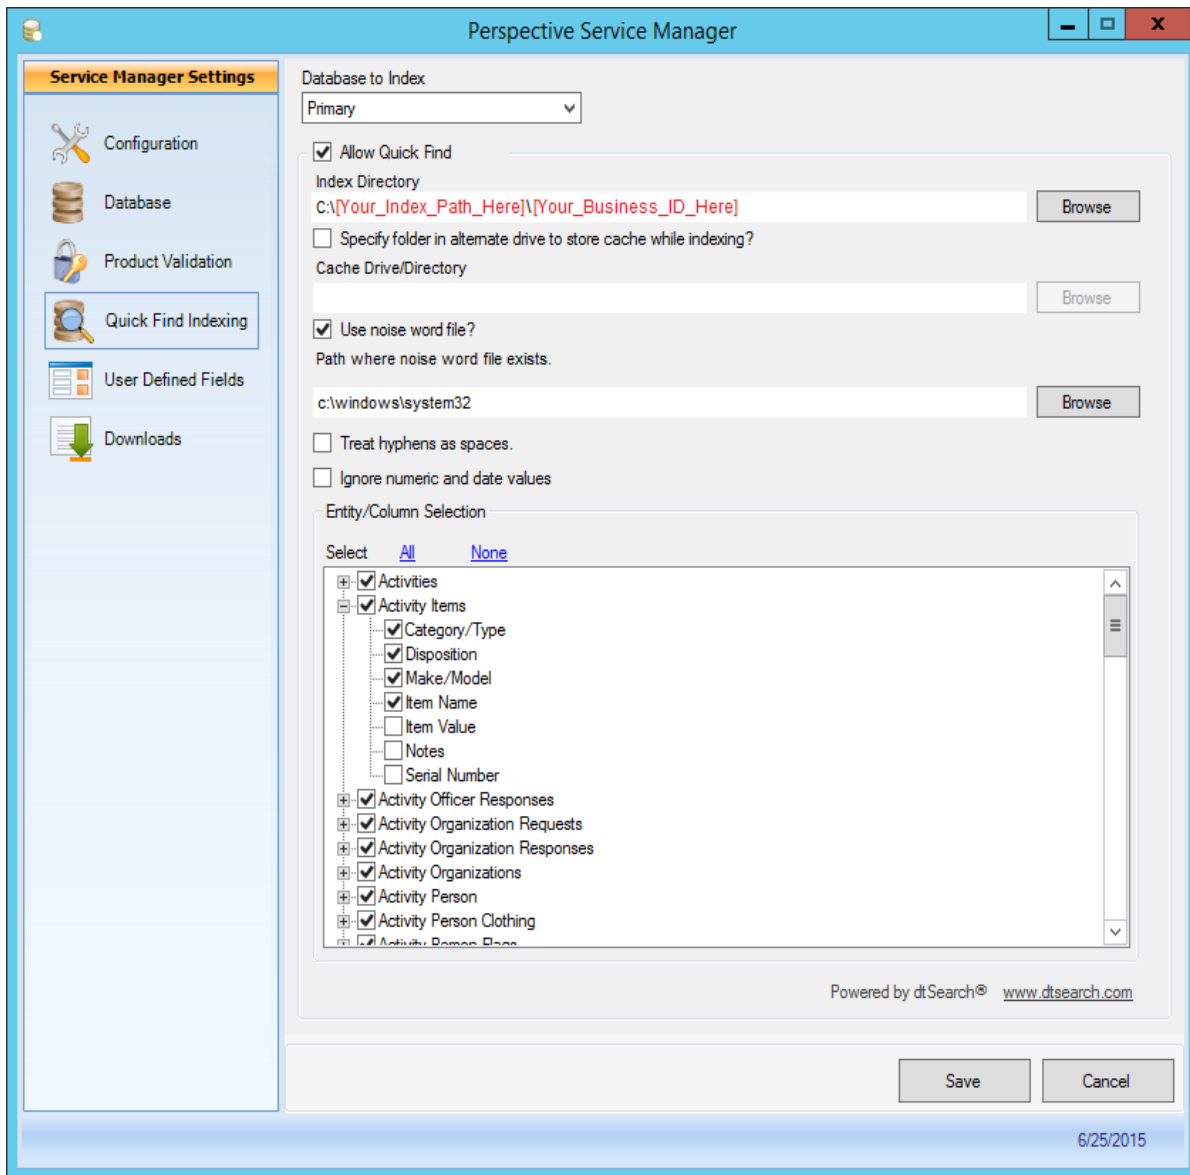 Perspective Service Manager
Service Manager Settings
Configuration
Database
Product Validation
Quick Find Indexing
User Defined Fields
Downloads
Database to Index
Primary
Allow Quick Find
Index Directory
C:\[Your_Index_Path_Here]\[Your_Business_ID_Here]
Browse
Specify folder in alternate drive to store cache while indexing?
Cache Drive/Directory
Browse
Use noise word file?
Path where noise word file exists.
c:\windows\system32
Browse
Treat hyphens as spaces.
Ignore numeric and date values
Entity/Column Selection
Select All None
Activities
Activity Items
Category/Type
Disposition
Make/Model
Item Name
Item Value
Notes
Serial Number
Activity Officer Responses
Activity Organization Requests
Activity Organization Responses
Activity Organizations
Activity Person
Activity Person Clothing
Activity Person Flags
Powered by dtSearch® www.dtsearch.com
Save
Cancel
6/25/2015